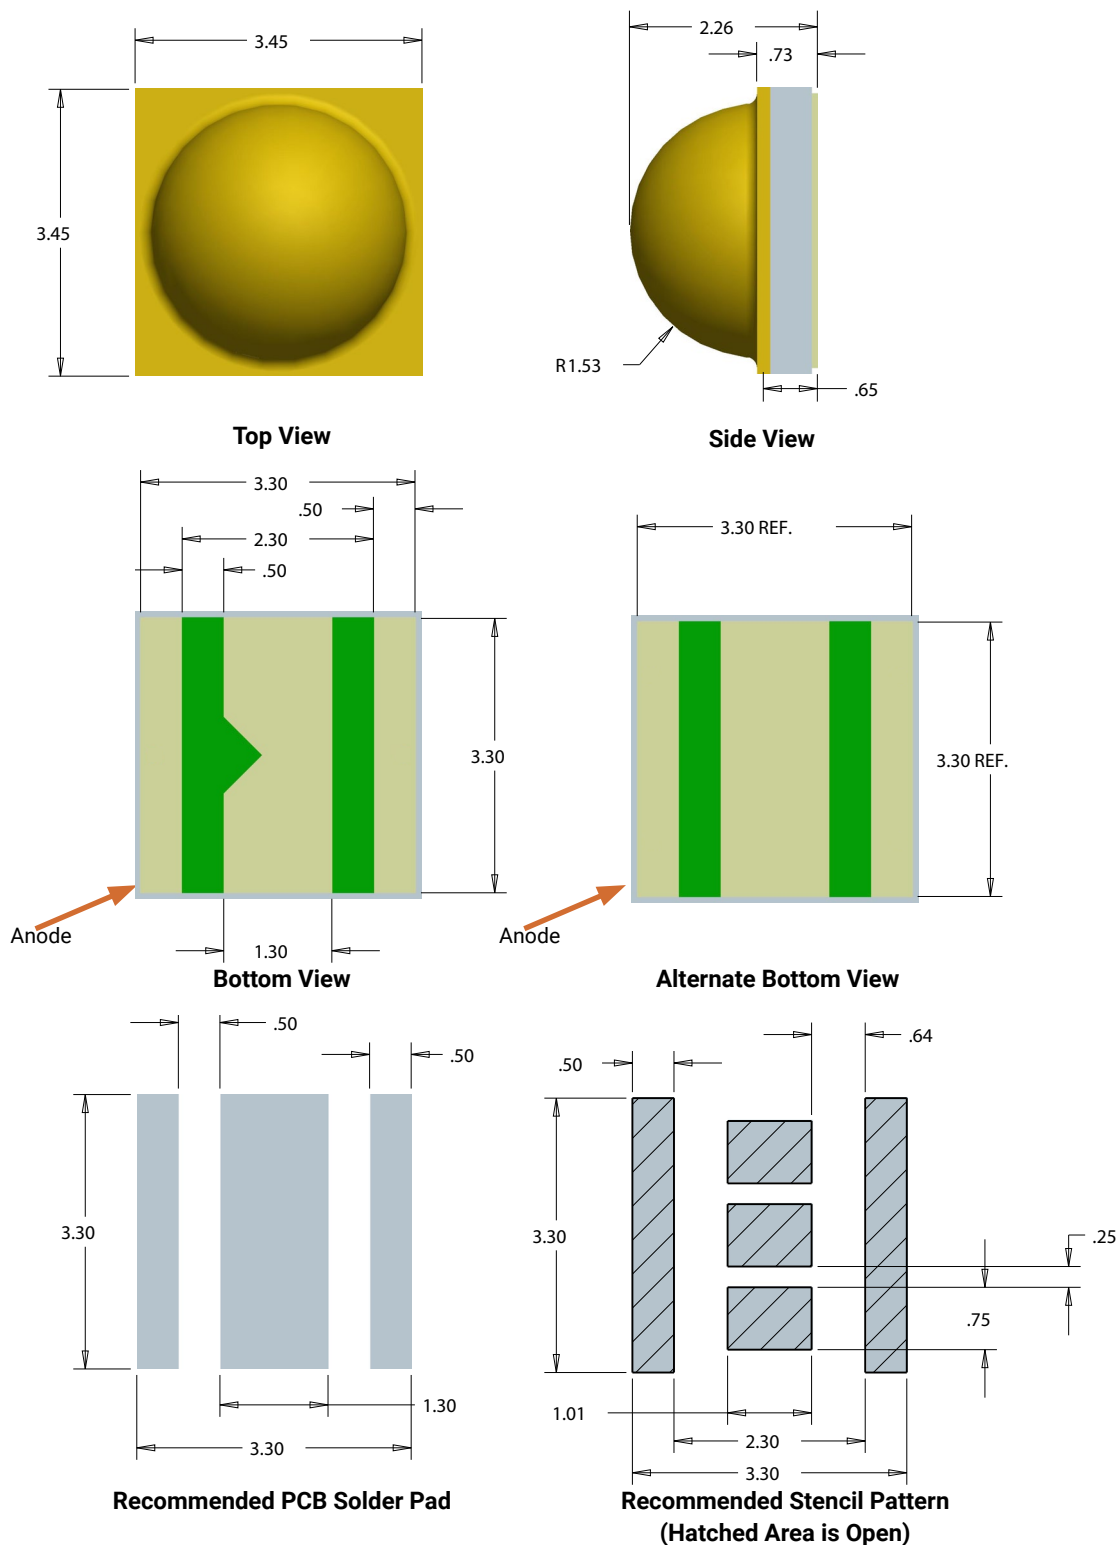 3.45
3.45
Top View
2.26
.73
R1.53
.65
Side View
3.30
.50
2.30
.50
3.30
Anode
1.30
Bottom View
3.30 REF.
3.30 REF.
Anode
Alternate Bottom View
.50
.50
3.30
1.30
3.30
Recommended PCB Solder Pad
.64
.50
3.30
.25
.75
1.01
2.30
3.30
Recommended Stencil Pattern
(Hatched Area is Open)